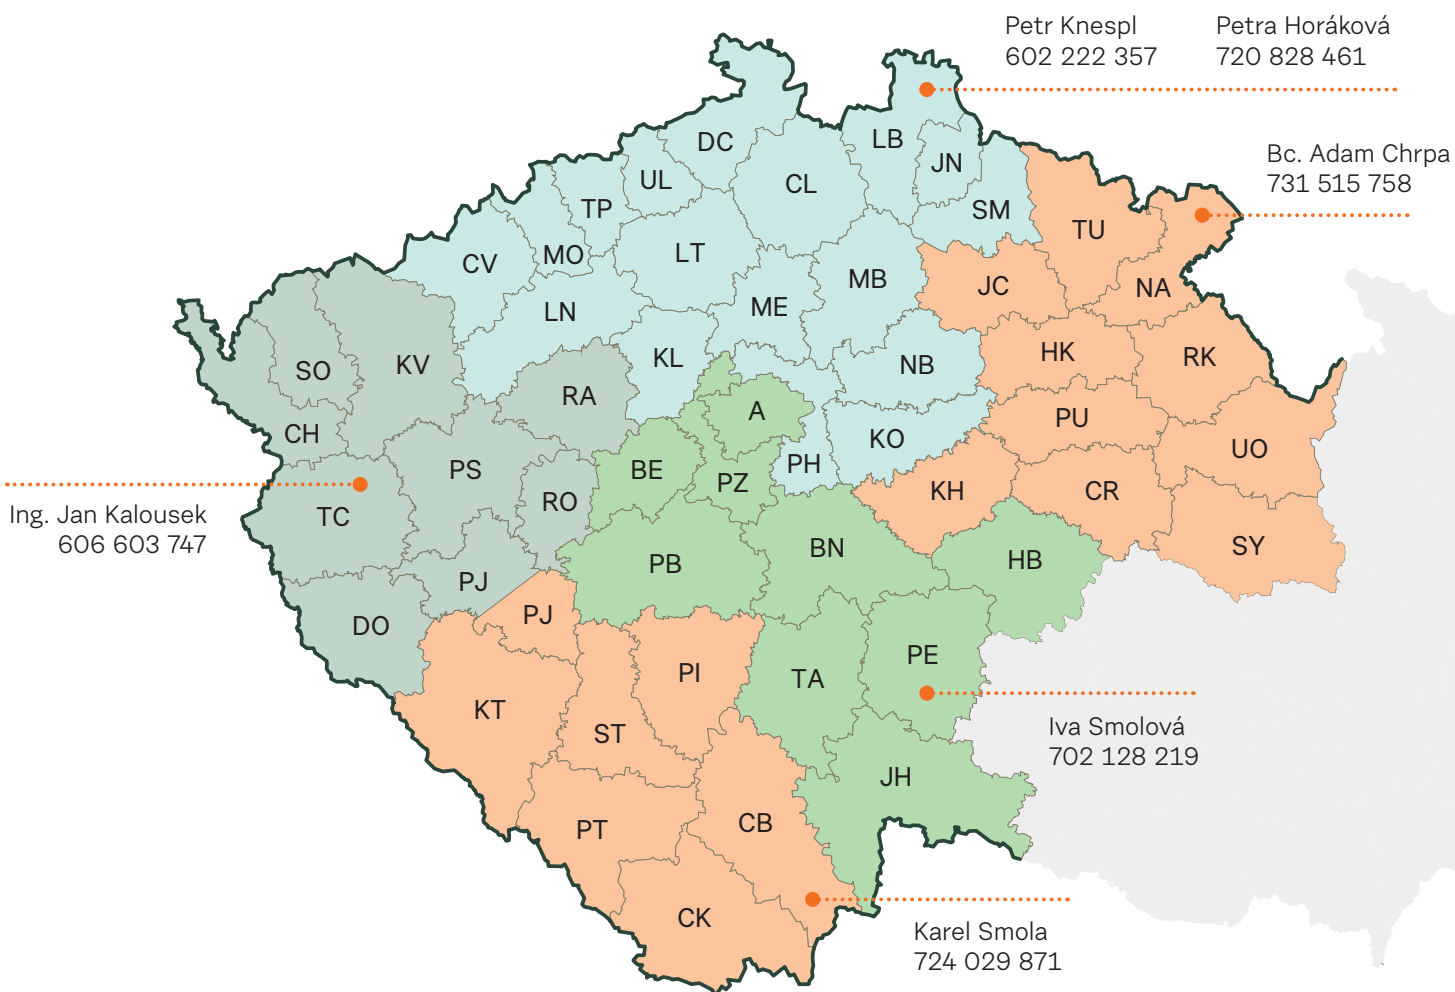 Petr Knespl
602 222 357
Petra Horáková
720 828 461
Bc. Adam Chrpa
731 515 758
DC
LB
JN
UL
CL
TP
SM
TU
MO
LT
CV
MB
JC
NA
LN
ME
KL
NB
HK
RK
SO
KV
RA
A
PU
CH
KO
UO
PS
BE
PH
PZ
KH
CR
RO
TC
Ing. Jan Kalousek
606 603 747
BN
SY
PB
HB
PJ
PJ
DO
PE
PI
TA
KT
ST
Iva Smolová
702 128 219
JH
CB
PT
CK
Karel Smola
724 029 871